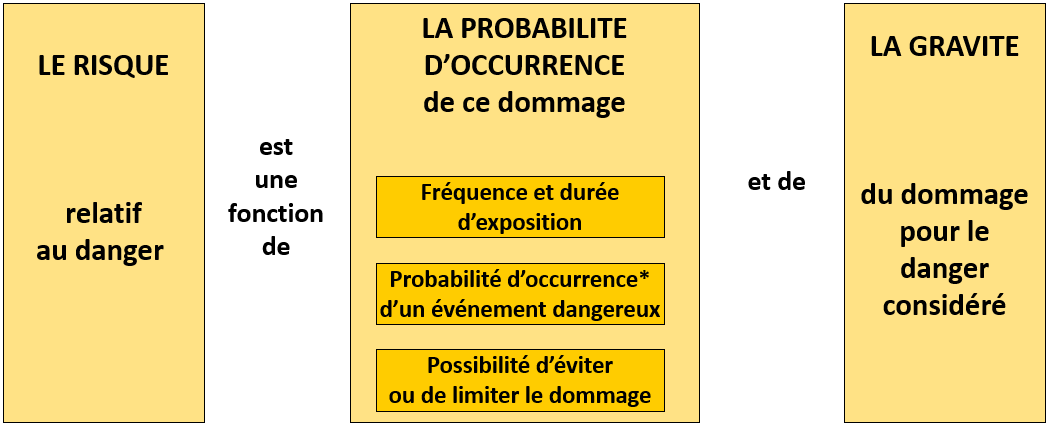 LE RISQUE
relatif
au danger
est
une
fonction
de
LA PROBABILITE
D’OCCURRENCE
de ce dommage
Fréquence et durée
d’exposition
Probabilité d’occurrence*
d’un événement dangereux
Possibilité d’éviter
ou de limiter le dommage
et de
LA GRAVITE
du dommage
pour le
danger
considéré